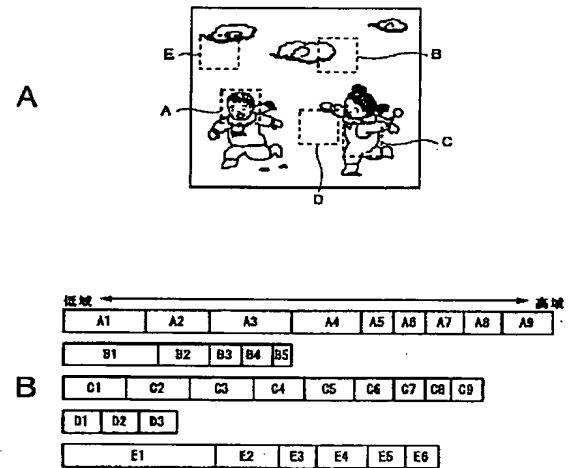 A
E
B
A
C
D
低域 高域
A1 A2 A3 A4 A5 A6 A7 A8 A9
B
B1 B2 B3 B4 B5
C1 C2 C3 C4 C5 C6 C7 C8 C9
D1 D2 D3
E1 E2 E3 E4 E5 E6